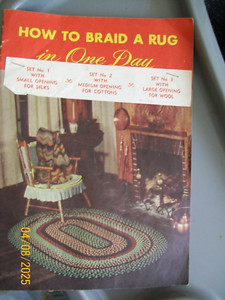 HOW TO BRAID A RUG
in One Day
SET No. 1
WITH
SMALL OPENING
FOR SILKS
SET No. 2
WITH
MEDIUM OPENING
FOR COTTONS
SET No. 3
WITH
LARGE OPENING
FOR WOOL
04/08/2025